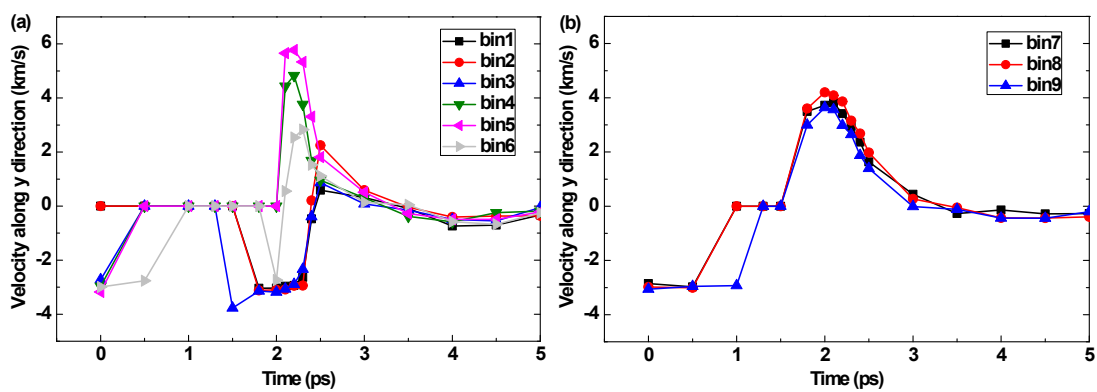 (a)
Velocity along y direction (km/s)
6
4
2
0
-2
-4
0 1 2 3 4 5
Time (ps)
bin1
bin2
bin3
bin4
bin5
bin6
(b)
Velocity along y direction (km/s)
6
4
2
0
-2
-4
0 1 2 3 4 5
Time (ps)
bin7
bin8
bin9